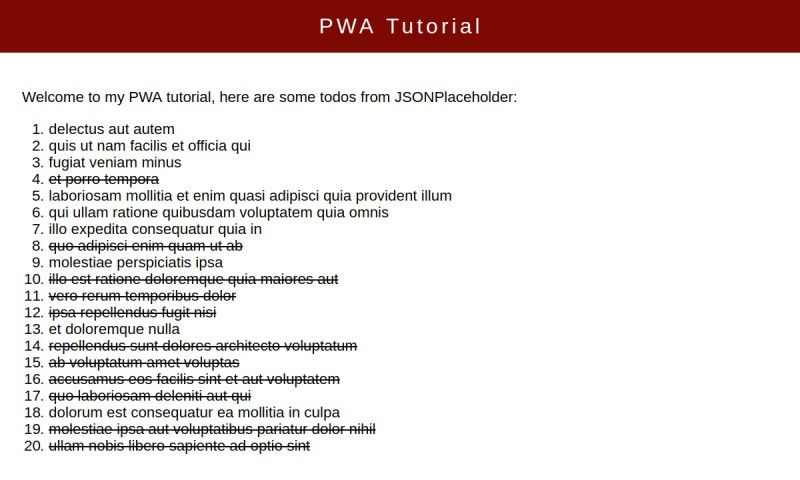 PWA Tutorial
Welcome to my PWA tutorial, here are some todos from JSONPlaceholder:
1. delectus aut autem
2. quis ut nam facilis et officia qui
3. fugiat veniam minus
4. et porro tempora
5. laboriosam mollitia et enim quasi adipisci quia provident illum
6. qui ullam ratione quibusdam voluptatem quia omnis
7. illo expedita consequatur quia in
8. quo adipisci enim quam ut ab
9. molestiae perspiciatis ipsa
10. illo est ratione doloremque quia maiores aut
11. vero rerum temporibus dolor
12. ipsa repellendus fugit nisi
13. et doloremque nulla
14. repellendus sunt dolores architecto voluptatum
15. ab voluptatum amet voluptas
16. accusamus eos facilis sint et aut voluptatem
17. quo laboriosam deleniti aut qui
18. dolorum est consequatur ea mollitia in culpa
19. molestiae ipsa aut voluptatibus pariatur dolor nihil
20. ullam nobis libero sapiente ad optio sint